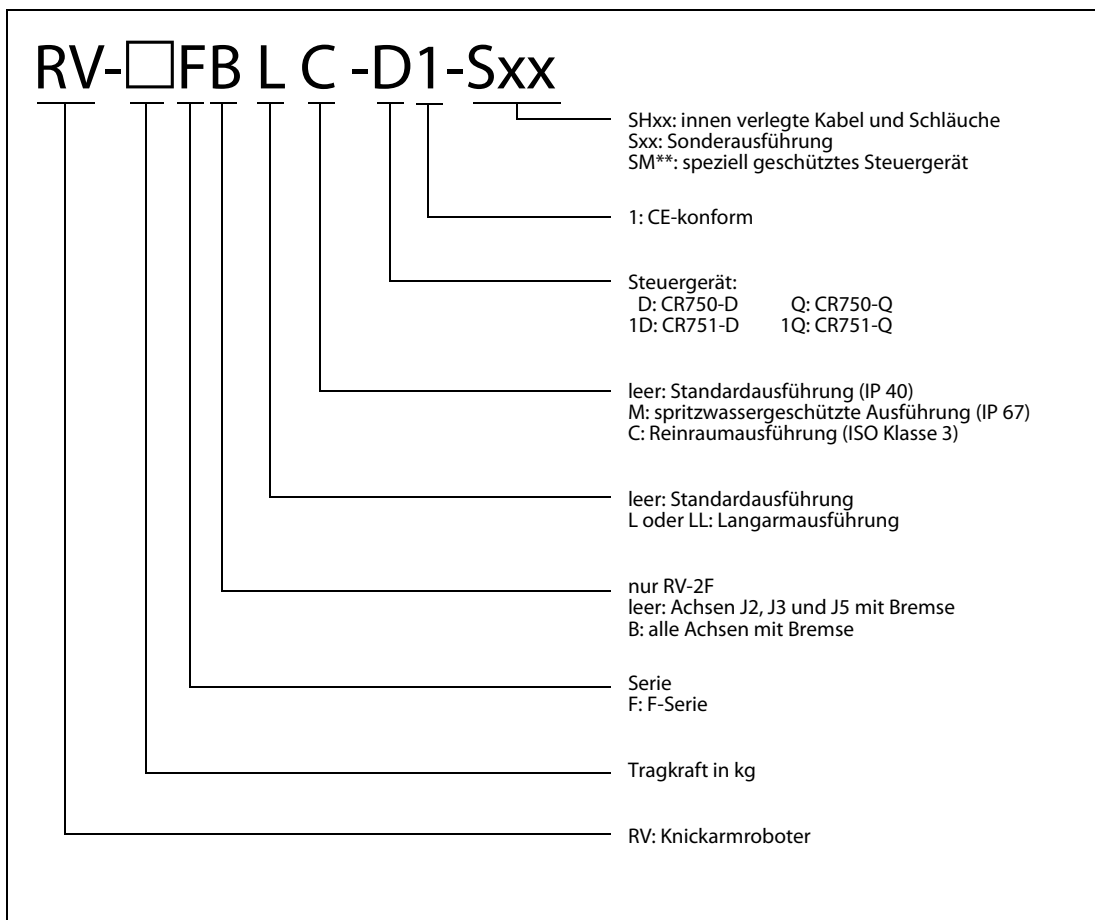 RV-□FB L C -D1-Sxx
SHxx: innen verlegte Kabel und Schläuche
Sxx: Sonderausführung
SM**: speziell geschütztes Steuergerät
1: CE-konform
Steuergerät:
D: CR750-D Q: CR750-Q
1D: CR751-D 1Q: CR751-Q
leer: Standardausführung (IP 40)
M: spritzwassergeschützte Ausführung (IP 67)
C: Reinraumausführung (ISO Klasse 3)
leer: Standardausführung
L oder LL: Langarmausführung
nur RV-2F
leer: Achsen J2, J3 und J5 mit Bremse
B: alle Achsen mit Bremse
Serie
F: F-Serie
Tragkraft in kg
RV: Knickarmroboter